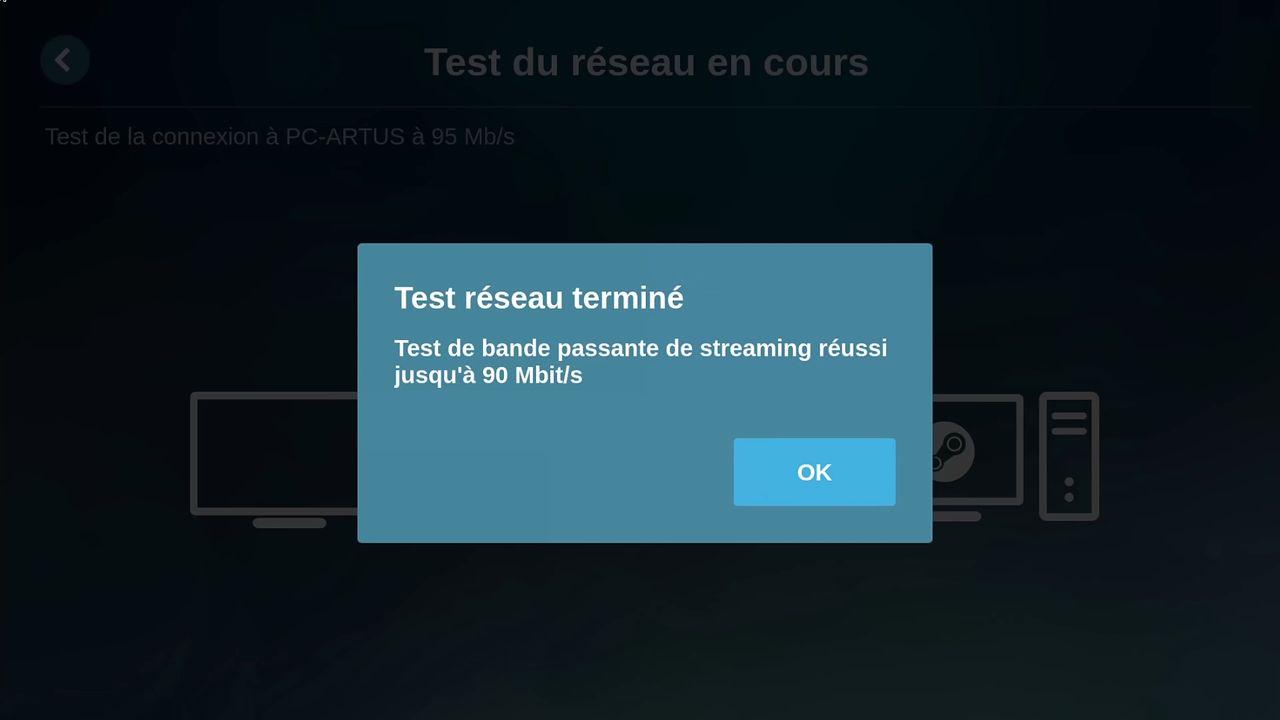 Test du réseau en cours
Test de la connexion à PC-ARTUS à 95 Mb/s
Test réseau terminé
Test de bande passante de streaming réussi
jusqu'à 90 Mbit/s
OK